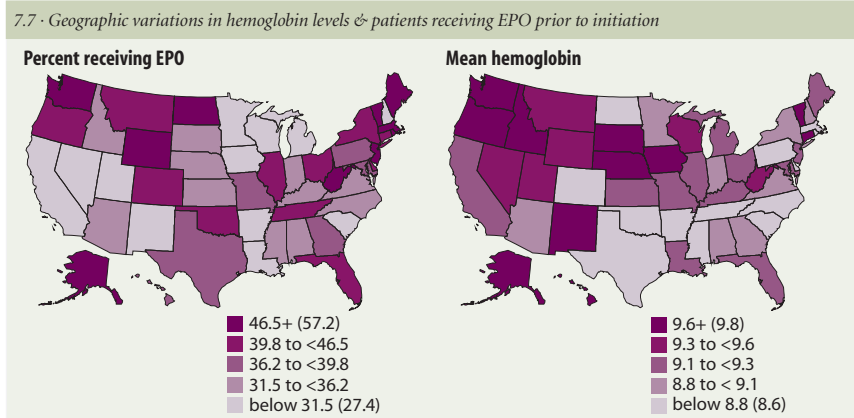 7.7 · Geographic variations in hemoglobin levels & patients receiving EPO prior to initiation
Percent receiving EPO
46.5+ (57.2)
39.8 to <46.5
36.2 to <39.8
31.5 to <36.2
below 31.5 (27.4)
Mean hemoglobin
9.6+ (9.8)
9.3 to <9.6
9.1 to <9.3
8.8 to < 9.1
below 8.8 (8.6)